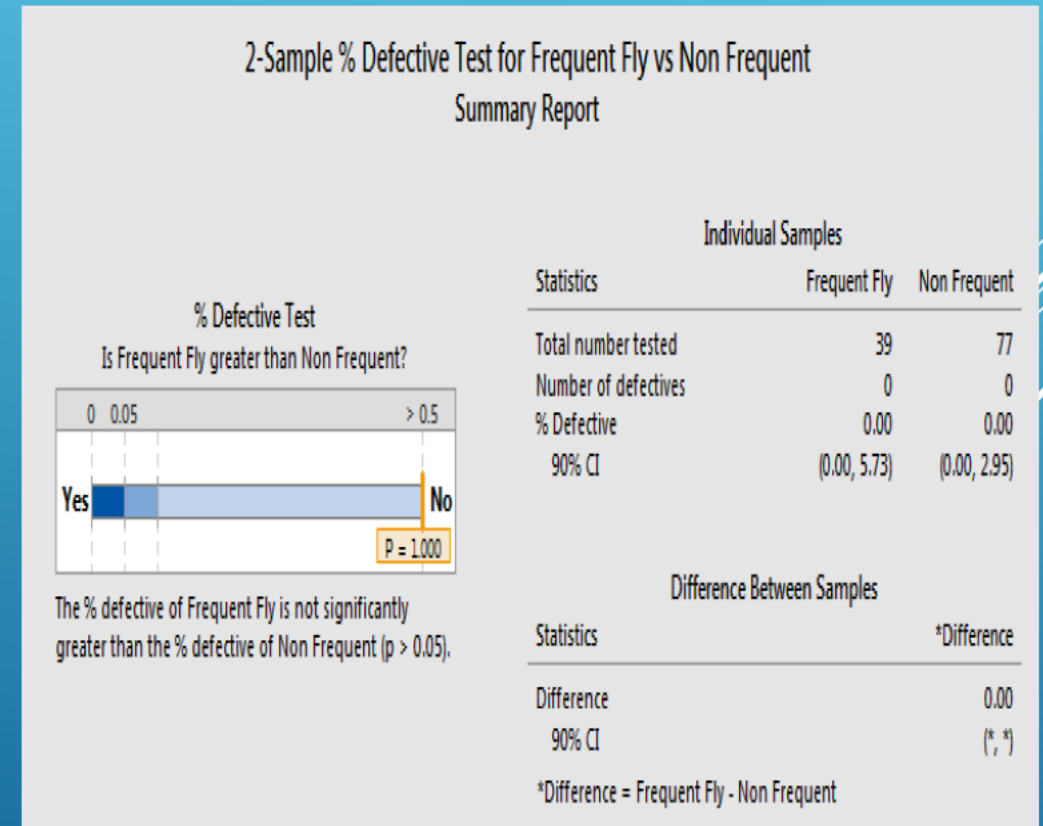 2-Sample % Defective Test for Frequent Fly vs Non Frequent
Summary Report
% Defective Test
Is Frequent Fly greater than Non Frequent?
0 0.05 > 0.5
Yes No
P = 1.000
The % defective of Frequent Fly is not significantly
greater than the % defective of Non Frequent (p > 0.05).
Individual Samples
Statistics Frequent Fly Non Frequent
Total number tested 39 77
Number of defectives 0 0
% Defective 0.00 0.00
90% CI (0.00, 5.73) (0.00, 2.95)
Difference Between Samples
Statistics *Difference
Difference 0.00
90% CI (*, *)
*Difference = Frequent Fly - Non Frequent